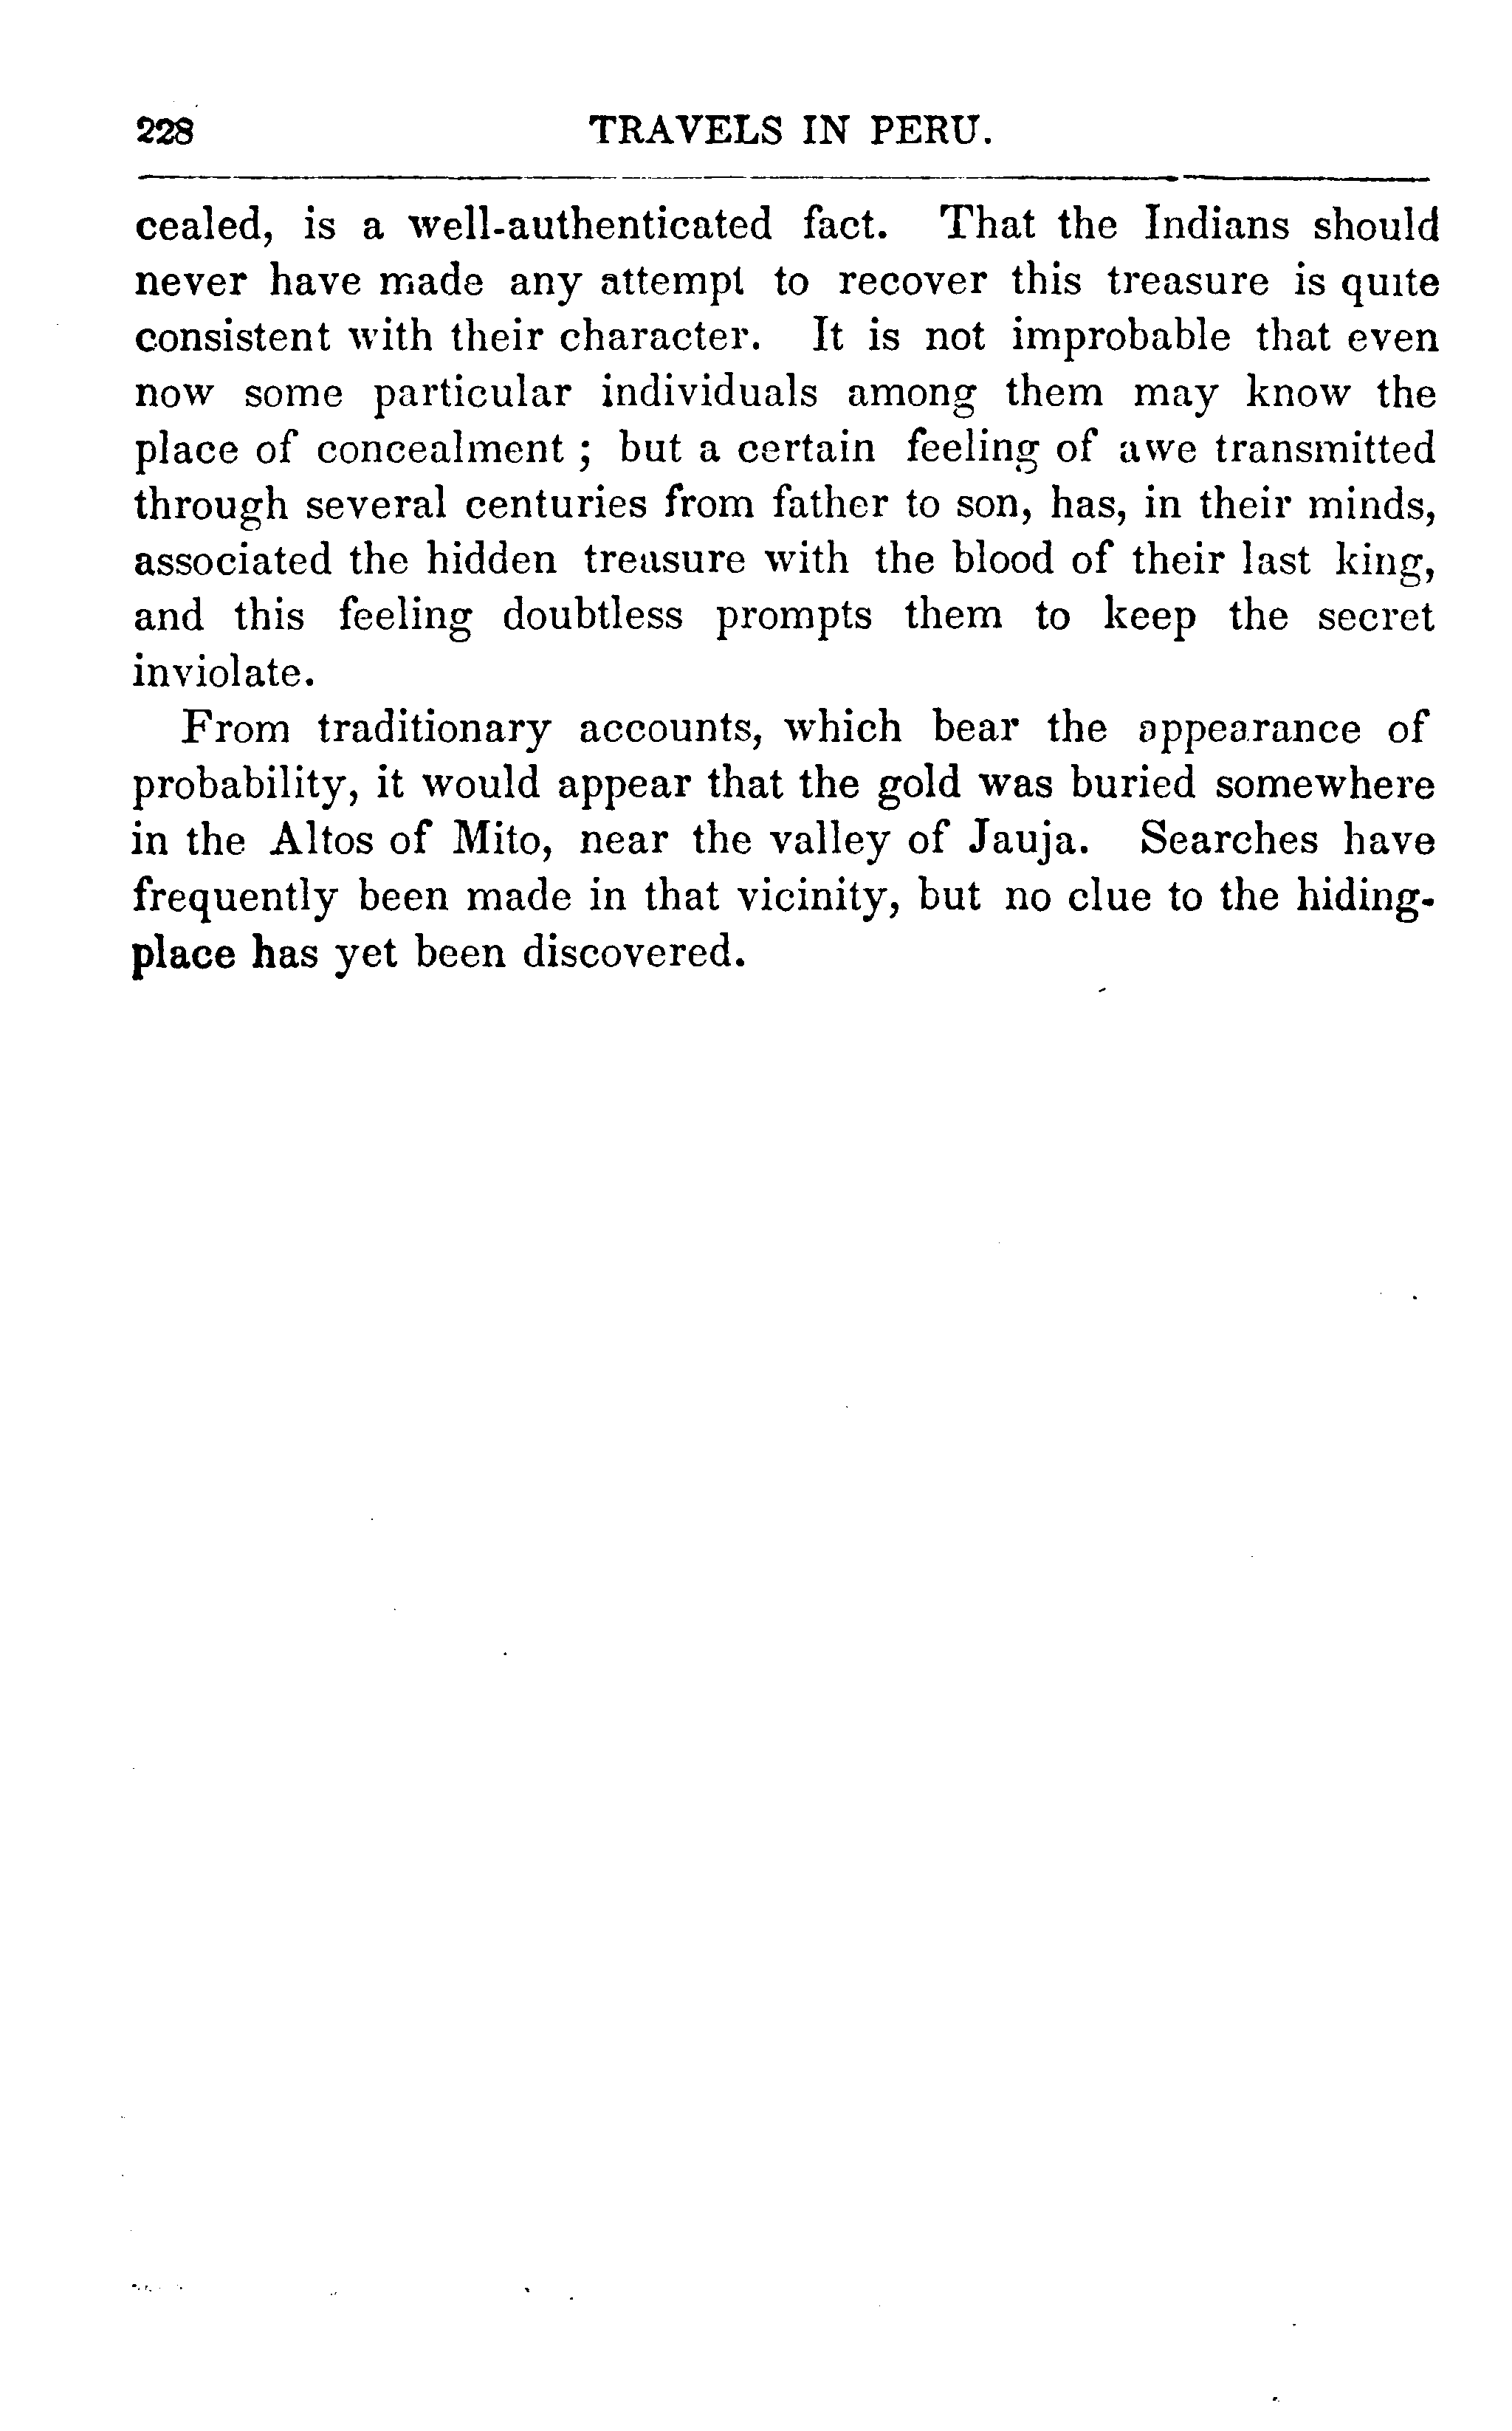 228 TRAVELS IN PERU.
cealed, is a well-authenticated fact. That the Indians should
never have made any attempt to recover this treasure is quite
consistent with their character. It is not improbable that even
now some particular individuals among them may know the
place of concealment ; but a certain feeling of awe transmitted
through several centuries from father to son, has, in their minds,
associated the hidden treasure with the blood of their last king,
and this feeling doubtless prompts them to keep the secret
inviolate.
From traditionary accounts, which bear the appearance of
probability, it would appear that the gold was buried somewhere
in the Altos of Mito, near the valley of Jauja. Searches have
frequently been made in that vicinity, but no clue to the hiding-
place has yet been discovered.